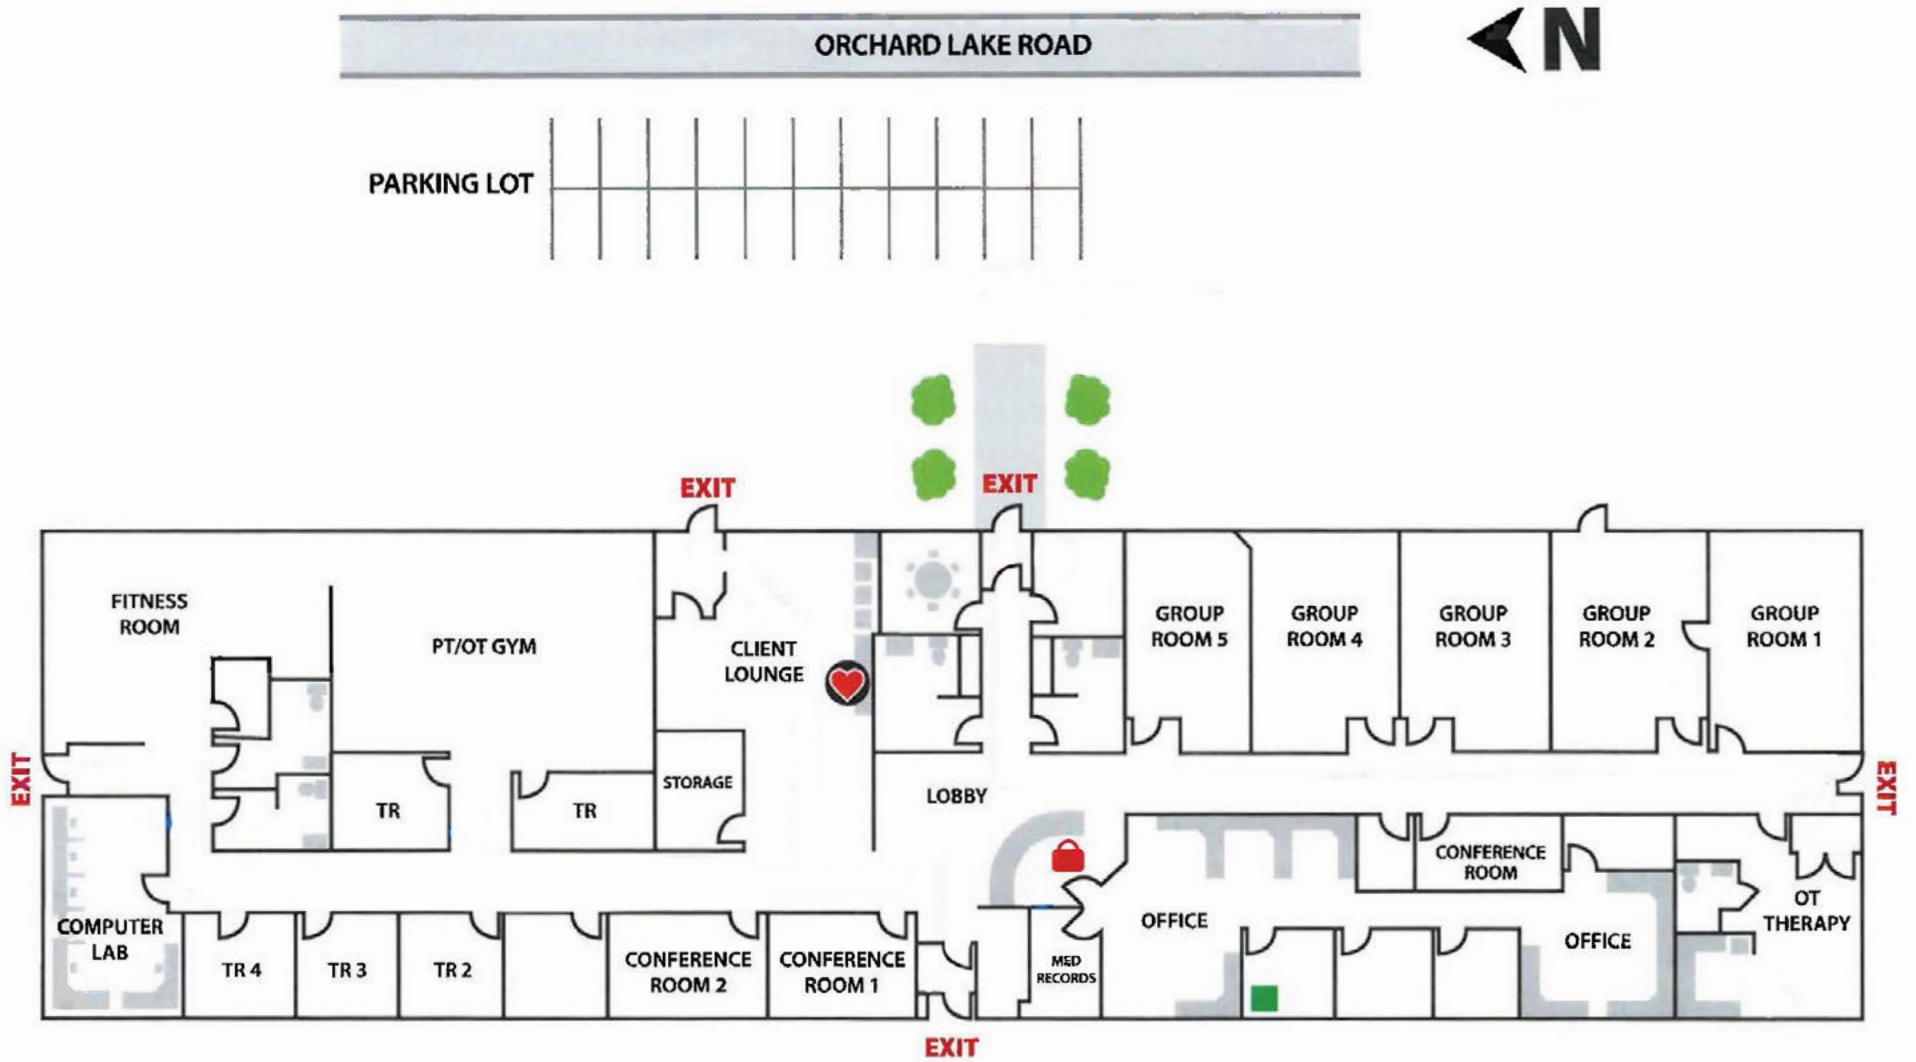 ORCHARD LAKE ROAD
N
PARKING LOT
EXIT
EXIT
FITNESS
ROOM
PT/OT GYM
CLIENT
LOUNGE
GROUP
ROOM 5
GROUP
ROOM 4
GROUP
ROOM 3
GROUP
ROOM 2
GROUP
ROOM 1
EXIT
TR
TR
STORAGE
LOBBY
EXIT
CONFERENCE
ROOM
COMPUTER
LAB
TR 4
TR 3
TR 2
CONFERENCE
ROOM 2
CONFERENCE
ROOM 1
MED
RECORDS
OFFICE
OFFICE
OT
THERAPY
EXIT